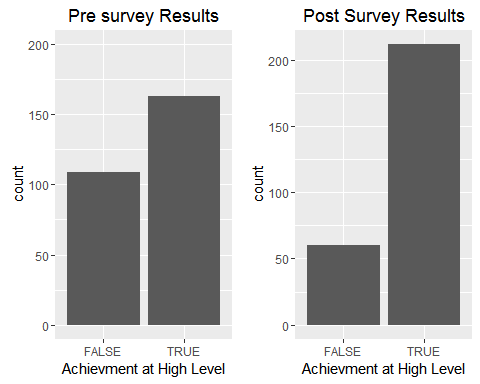 Pre survey Results
200
150
100
50
0
count
FALSE
TRUE
Achievment at High Level
Post Survey Results
200
150
100
50
0
count
FALSE
TRUE
Achievment at High Level